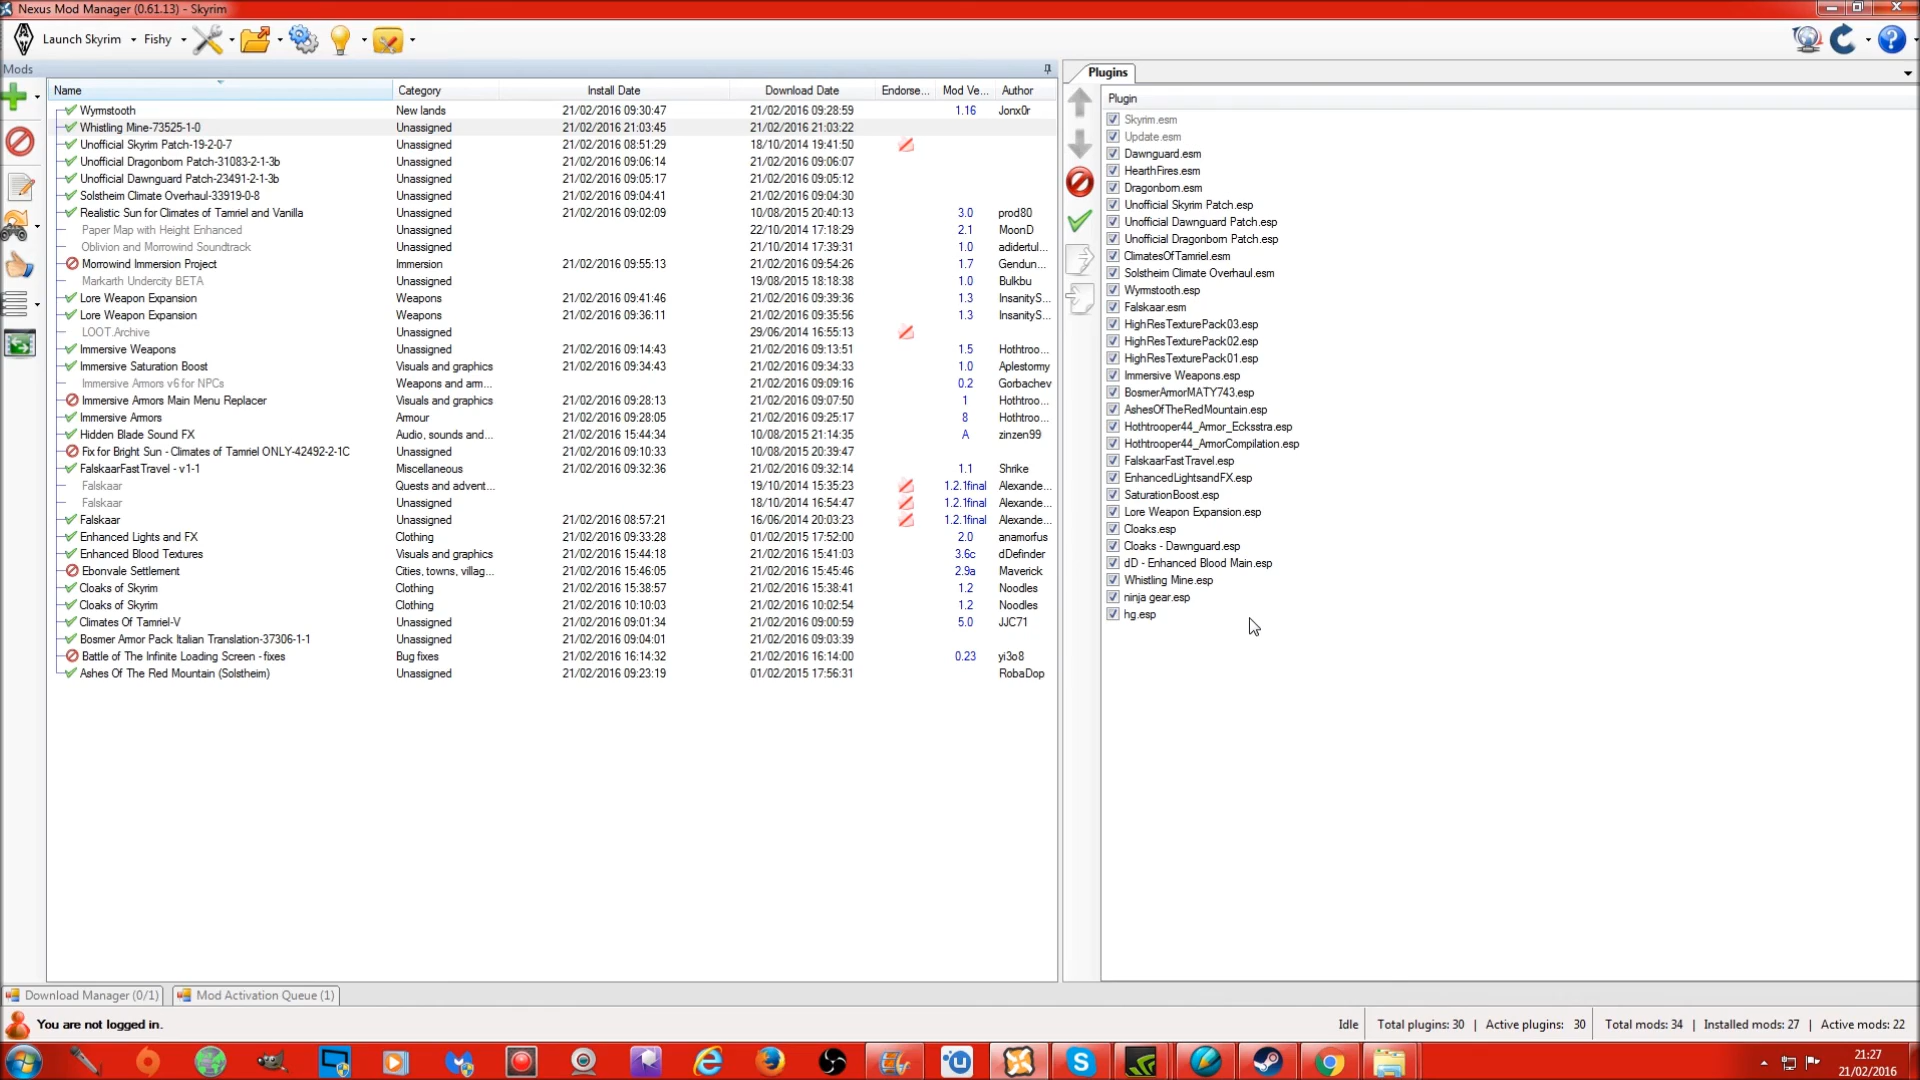 Nexus Mod Manager (0.61.13) - Skyrim
Launch Skyrim Fishy
Mods
Name Category Install Date Download Date Endorse... Mod Ve... Author
Wyrmstooth New lands 21/02/2016 09:30:47 21/02/2016 09:28:59 1.16 Jonx0r
Whistling Mine-73525-1-0 Unassigned 21/02/2016 21:03:45 21/02/2016 21:03:22
Unofficial Skyrim Patch-19-2-0-7 Unassigned 21/02/2016 08:51:29 18/10/2014 19:41:50
Unofficial Dragonborn Patch-31083-2-1-3b Unassigned 21/02/2016 09:06:14 21/02/2016 09:06:07
Unofficial Dawnguard Patch-23491-2-1-3b Unassigned 21/02/2016 09:05:17 21/02/2016 09:05:12
Solstheim Climate Overhaul-33919-0-8 Unassigned 21/02/2016 09:04:41 21/02/2016 09:04:30
Realistic Sun for Climates of Tamriel and Vanilla Unassigned 21/02/2016 09:02:09 10/08/2015 20:40:13 3.0 prod80
Paper Map with Height Enhanced Unassigned 22/10/2014 17:18:29 2.1 MoonD
Oblivion and Morrowind Soundtrack Unassigned 21/10/2014 17:39:31 1.0 adidertul...
Morrowind Immersion Project Immersion 21/02/2016 09:55:13 21/02/2016 09:54:26 1.7 Gendun...
Markarth Undercity BETA Unassigned 19/08/2015 18:18:38 1.0 Bulkbu
Lore Weapon Expansion Weapons 21/02/2016 09:41:46 21/02/2016 09:39:36 1.3 InsanityS...
Lore Weapon Expansion Weapons 21/02/2016 09:36:11 21/02/2016 09:35:56 1.3 InsanityS...
LOOT.Archive Unassigned 29/06/2014 16:55:13
Immersive Weapons Unassigned 21/02/2016 09:14:43 21/02/2016 09:13:51 1.5 Hothtroo...
Immersive Saturation Boost Visuals and graphics 21/02/2016 09:34:43 21/02/2016 09:34:33 1.0 Aplestormy
Immersive Armors v6 for NPCs Weapons and arm... 21/02/2016 09:09:16 0.2 Gorbachev
Immersive Armors Main Menu Replacer Visuals and graphics 21/02/2016 09:28:13 21/02/2016 09:07:50 1 Hothtroo...
Immersive Armors Armour 21/02/2016 09:28:05 21/02/2016 09:25:17 8 Hothtroo...
Hidden Blade Sound FX Audio, sounds and... 21/02/2016 15:44:34 10/08/2015 21:14:35 A zinzen99
Fix for Bright Sun - Climates of Tamriel ONLY-42492-2-1C Unassigned 21/02/2016 09:10:33 10/08/2015 20:39:47
FalskaarFastTravel - v1-1 Miscellaneous 21/02/2016 09:32:36 21/02/2016 09:32:14 1.1 Shrike
Falskaar Quests and advent... 19/10/2014 15:35:23 1.2.1final Alexande...
Falskaar Unassigned 18/10/2014 16:54:47 1.2.1final Alexande...
Falskaar Unassigned 21/02/2016 08:57:21 16/06/2014 20:03:23 1.2.1final Alexande...
Enhanced Lights and FX Clothing 21/02/2016 09:33:28 01/02/2015 17:52:00 2.0 anamorfus
Enhanced Blood Textures Visuals and graphics 21/02/2016 15:44:18 21/02/2016 15:41:03 3.6c dDefinder
Ebonvale Settlement Cities, towns, villag... 21/02/2016 15:46:05 21/02/2016 15:45:46 2.9a Maverick
Cloaks of Skyrim Clothing 21/02/2016 15:38:57 21/02/2016 15:38:41 1.2 Noodles
Cloaks of Skyrim Clothing 21/02/2016 10:10:03 21/02/2016 10:02:54 1.2 Noodles
Climates Of Tamriel-V Unassigned 21/02/2016 09:01:34 21/02/2016 09:00:59 5.0 JJC71
Bosmer Armor Pack Italian Translation-37306-1-1 Unassigned 21/02/2016 09:04:01 21/02/2016 09:03:39
Battle of The Infinite Loading Screen - fixes Bug fixes 21/02/2016 16:14:32 21/02/2016 16:14:00 0.23 yi3o8
Ashes Of The Red Mountain (Solstheim) Unassigned 21/02/2016 09:23:19 01/02/2015 17:56:31 RobaDop
Plugins
Plugin
Skyrim.esm
Update.esm
Dawnguard.esm
HearthFires.esm
Dragonborn.esm
Unofficial Skyrim Patch.esp
Unofficial Dawnguard Patch.esp
Unofficial Dragonborn Patch.esp
ClimatesOfTamriel.esm
Solstheim Climate Overhaul.esm
Wyrmstooth.esp
Falskaar.esm
HighResTexturePack03.esp
HighResTexturePack02.esp
HighResTexturePack01.esp
Immersive Weapons.esp
BosmerArmorMATY743.esp
AshesOfTheRedMountain.esp
Hothtrooper44_Armor_Ecksstra.esp
Hothtrooper44_ArmorCompilation.esp
FalskaarFastTravel.esp
EnhancedLightsandFX.esp
SaturationBoost.esp
Lore Weapon Expansion.esp
Cloaks.esp
Cloaks - Dawnguard.esp
dD - Enhanced Blood Main.esp
Whistling Mine.esp
ninja gear.esp
hg.esp
Download Manager (0/1) Mod Activation Queue (1)
You are not logged in. Idle Total plugins: 30 | Active plugins: 30 Total mods: 34 | Installed mods: 27 | Active mods: 22
21:27
21/02/2016